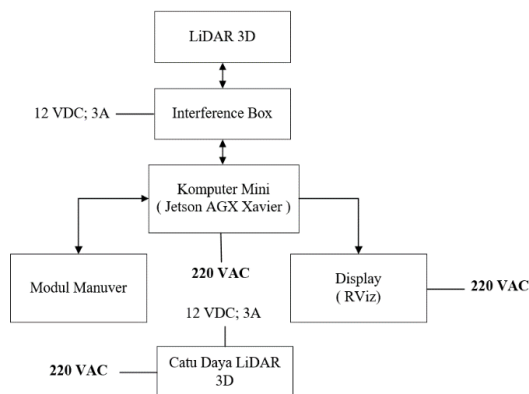 LiDAR 3D
12 VDC; 3A
Interference Box
Komputer Mini
( Jetson AGX Xavier )
Modul Manuver
220 VAC
Display
( RViz)
220 VAC
12 VDC; 3A
220 VAC
Catu Daya LiDAR
3D